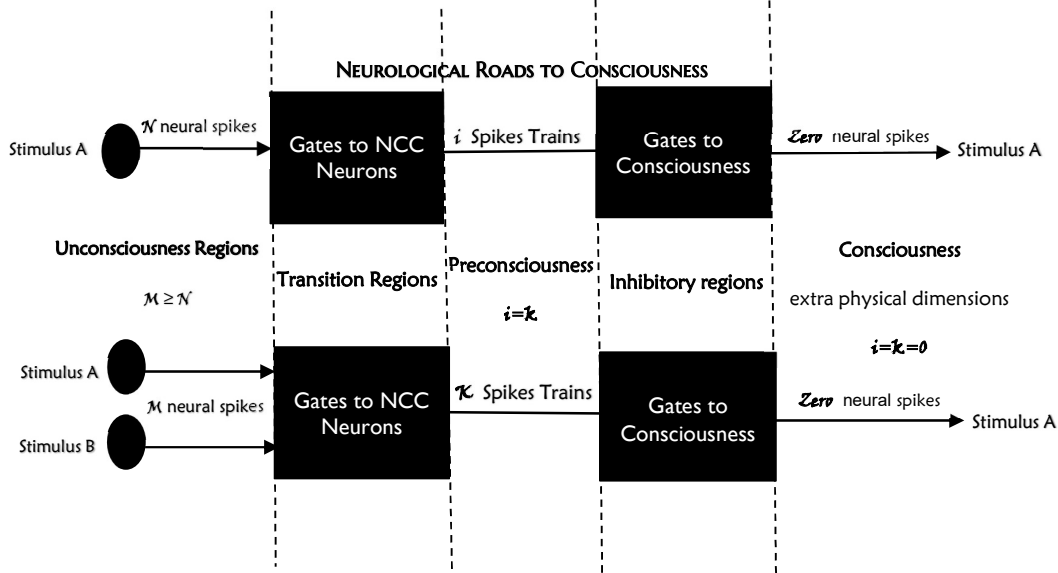 NEUROLOGICAL ROADS TO CONSCIOUSNESS
Stimulus A
N neural spikes
Gates to NCC
Neurons
i Spikes Trains
Gates to
Consciousness
Zero neural spikes
Stimulus A
Unconsciousness Regions
M ≥ N
Transition Regions
Preconsciousness
i=k
Inhibitory regions
Consciousness
extra physical dimensions
i=k=0
Stimulus A
M neural spikes
Stimulus B
Gates to NCC
Neurons
K Spikes Trains
Gates to
Consciousness
Zero neural spikes
Stimulus A